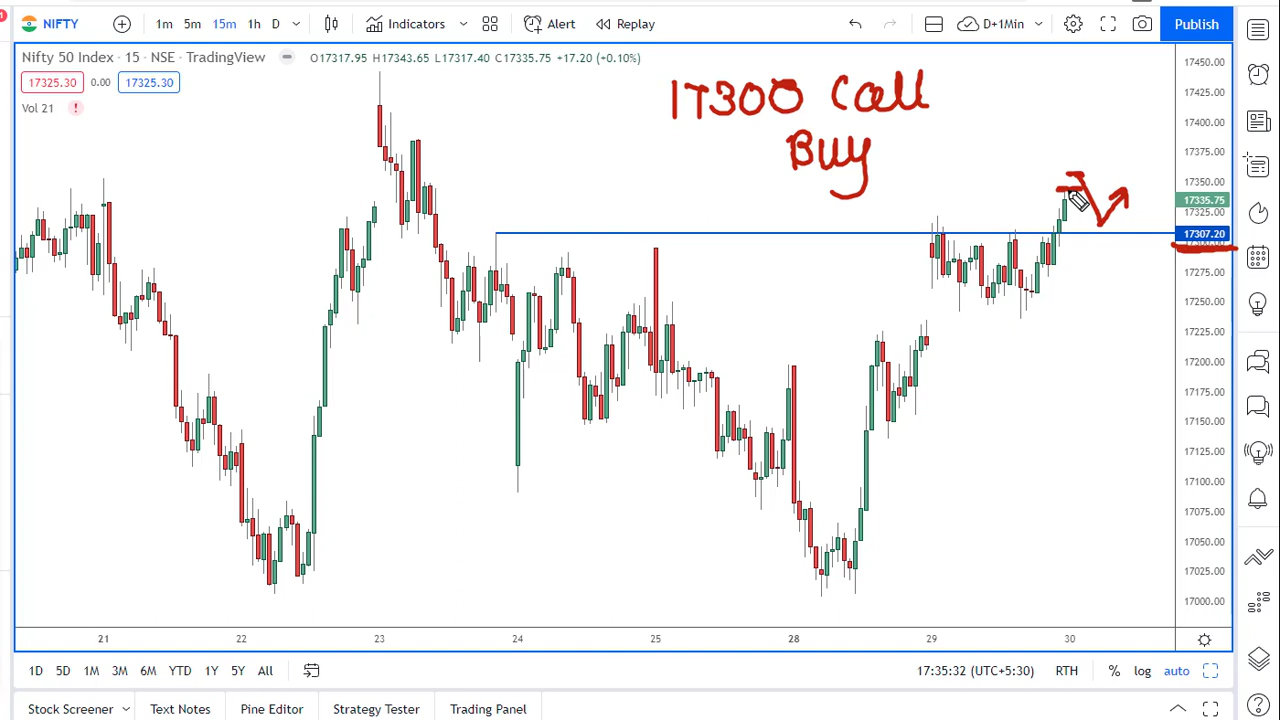 NIFTY 1m 5m 15m 1h D Indicators Alert Replay D+1Min Publish
Nifty 50 Index · 15 · NSE · TradingView O17317.95 H17343.65 L17317.40 C17335.75 +17.20 (+0.10%)
17325.30 0.00 17325.30
Vol 21 !
17300 Call
Buy
17450.00
17425.00
17400.00
17375.00
17350.00
17335.75
17325.00
17307.20
17300.00
17275.00
17250.00
17225.00
17200.00
17175.00
17150.00
17125.00
17100.00
17075.00
17050.00
17025.00
17000.00
21 22 23 24 25 28 29 30
1D 5D 1M 3M 6M YTD 1Y 5Y All 17:35:32 (UTC+5:30) RTH % log auto
Stock Screener Text Notes Pine Editor Strategy Tester Trading Panel